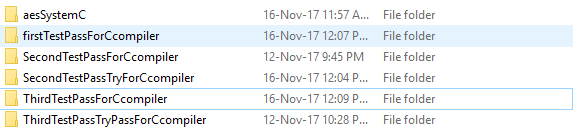 aesSystemC 16-Nov-17 11:57 A... File folder
firstTestPassForCcompiler 16-Nov-17 12:07 P... File folder
SecondTestPassForCcompiler 12-Nov-17 9:45 PM File folder
SecondTestPassTryForCcompiler 16-Nov-17 12:04 P... File folder
ThirdTestPassForCcompiler 16-Nov-17 12:09 P... File folder
ThirdTestPassTryPassForCcompiler 12-Nov-17 10:28 P... File folder